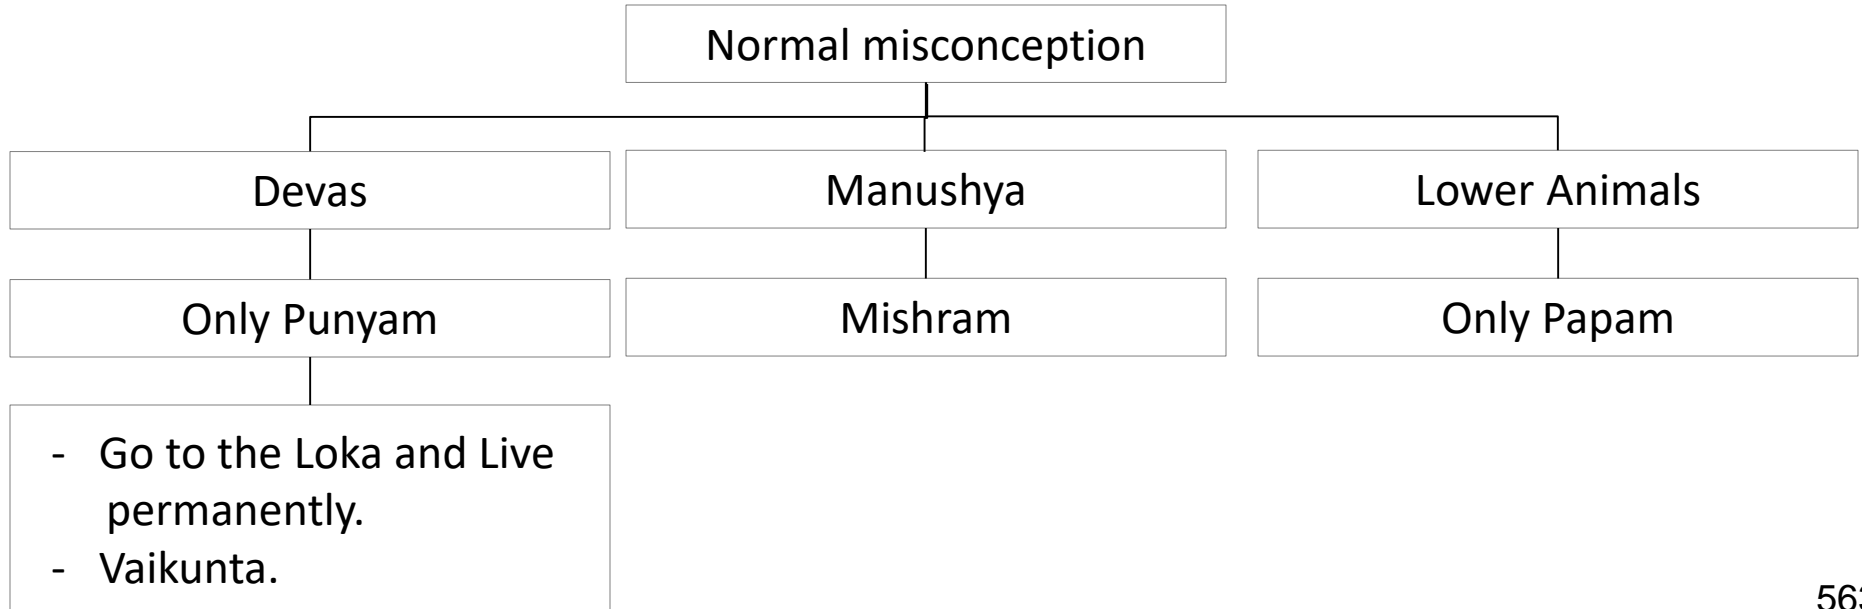 Normal misconception
Devas
Manushya
Lower Animals
Only Punyam
Mishram
Only Papam
- Go to the Loka and Live
permanently.
- Vaikunta.
563